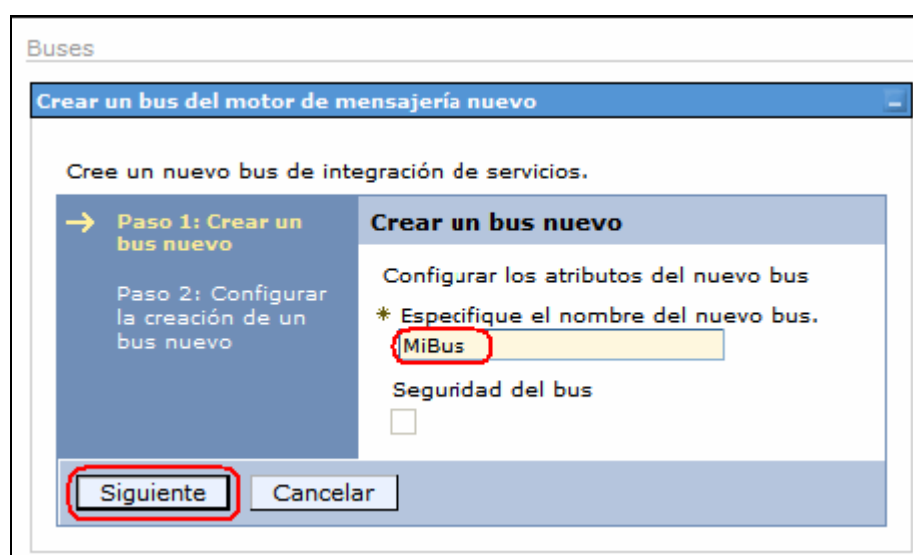 Buses
Crear un bus del motor de mensajería nuevo
Cree un nuevo bus de integración de servicios.
Paso 1: Crear un
bus nuevo
Paso 2: Configurar
la creación de un
bus nuevo
Crear un bus nuevo
Configurar los atributos del nuevo bus
* Especifique el nombre del nuevo bus.
MiBus
Seguridad del bus
Siguiente
Cancelar